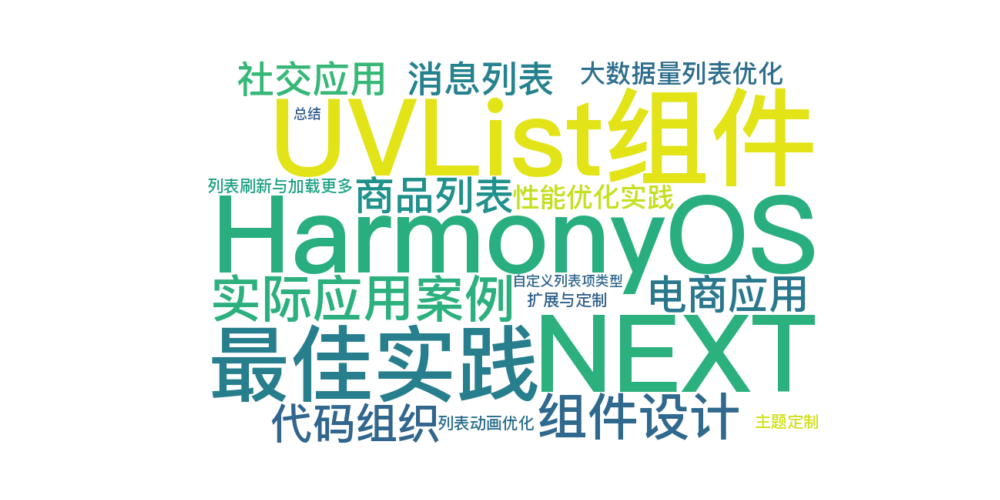 社交应用 消息列表 大数据量列表优化
UVList组件
总结
列表刷新与加载更多 商品列表 性能优化实践
HarmonyOS
实际应用案例 自定义列表项类型 电商应用
扩展与定制
最佳实践 NEXT
代码组织 列表动画优化 组件设计 主题定制